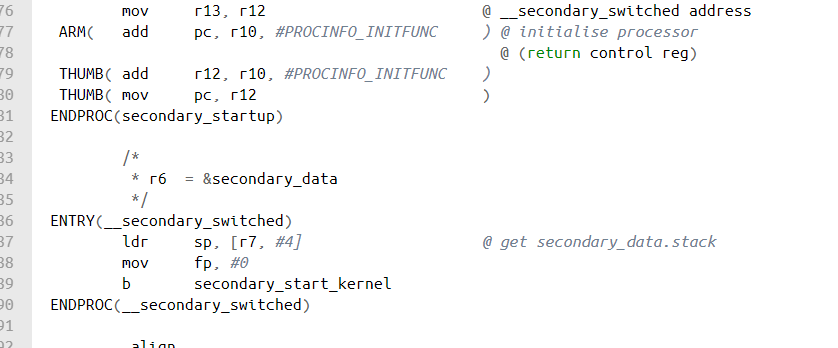 76 mov r13, r12 @ __secondary_switched address
77 ARM( add pc, r10, #PROCINFO_INITFUNC ) @ initialise processor
78 @ (return control reg)
79 THUMB( add r12, r10, #PROCINFO_INITFUNC )
80 THUMB( mov pc, r12 )
81 ENDPROC(secondary_startup)
82
83 /*
84 * r6 = &secondary_data
85 */
86 ENTRY(__secondary_switched)
87 ldr sp, [r7, #4] @ get secondary_data.stack
88 mov fp, #0
89 b secondary_start_kernel
90 ENDPROC(__secondary_switched)
91
92 .align